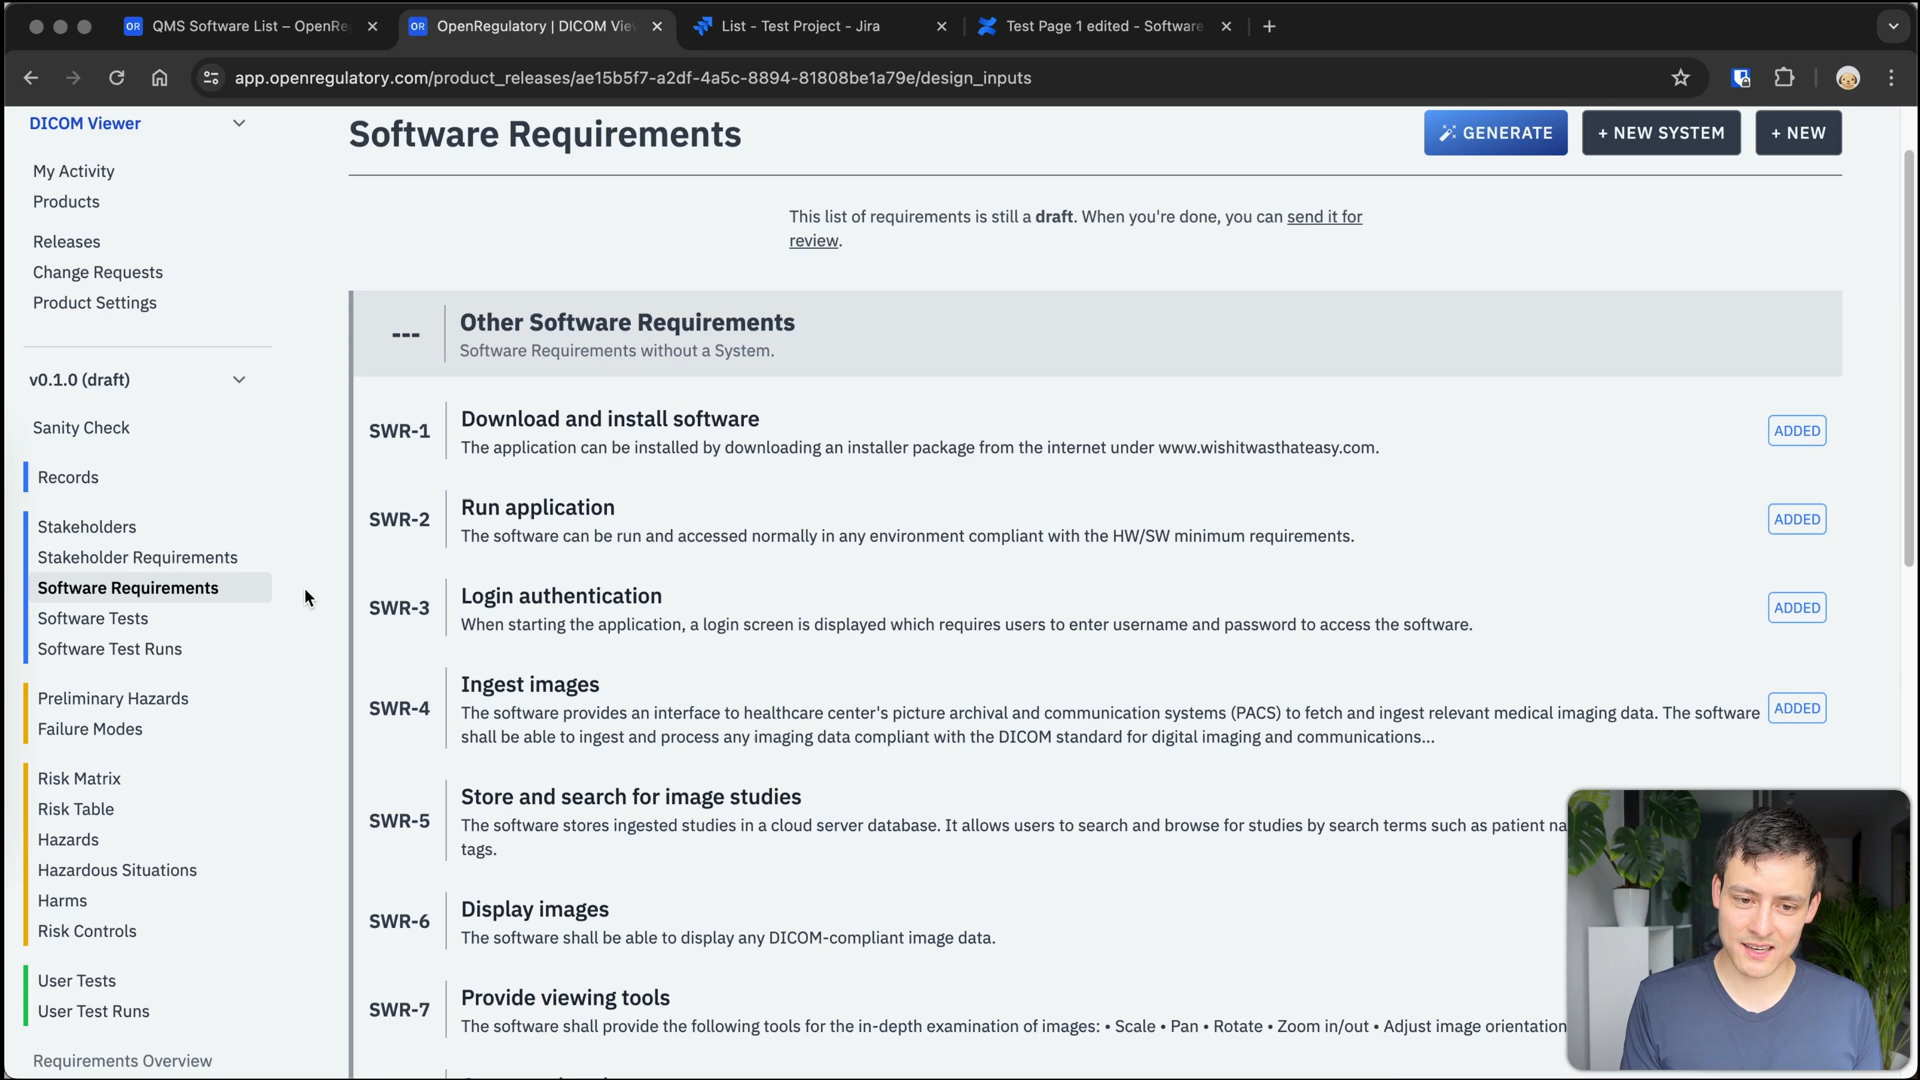 QMS Software List – OpenRe
OpenRegulatory | DICOM Vie
List - Test Project - Jira
Test Page 1 edited - Software
app.openregulatory.com/product_releases/ae15b5f7-a2df-4a5c-8894-81808be1a79e/design_inputs
DICOM Viewer
My Activity
Products
Releases
Change Requests
Product Settings
v0.1.0 (draft)
Sanity Check
Records
Stakeholders
Stakeholder Requirements
Software Requirements
Software Tests
Software Test Runs
Preliminary Hazards
Failure Modes
Risk Matrix
Risk Table
Hazards
Hazardous Situations
Harms
Risk Controls
User Tests
User Test Runs
Requirements Overview
Software Requirements
GENERATE
+ NEW SYSTEM
+ NEW
This list of requirements is still a draft. When you're done, you can send it for
review.
---
Other Software Requirements
Software Requirements without a System.
SWR-1
Download and install software
The application can be installed by downloading an installer package from the internet under www.wishitwasthateasy.com.
ADDED
SWR-2
Run application
The software can be run and accessed normally in any environment compliant with the HW/SW minimum requirements.
ADDED
SWR-3
Login authentication
When starting the application, a login screen is displayed which requires users to enter username and password to access the software.
ADDED
SWR-4
Ingest images
The software provides an interface to healthcare center's picture archival and communication systems (PACS) to fetch and ingest relevant medical imaging data. The software
shall be able to ingest and process any imaging data compliant with the DICOM standard for digital imaging and communications...
ADDED
SWR-5
Store and search for image studies
The software stores ingested studies in a cloud server database. It allows users to search and browse for studies by search terms such as patient na
tags.
SWR-6
Display images
The software shall be able to display any DICOM-compliant image data.
SWR-7
Provide viewing tools
The software shall provide the following tools for the in-depth examination of images: • Scale • Pan • Rotate • Zoom in/out • Adjust image orientation